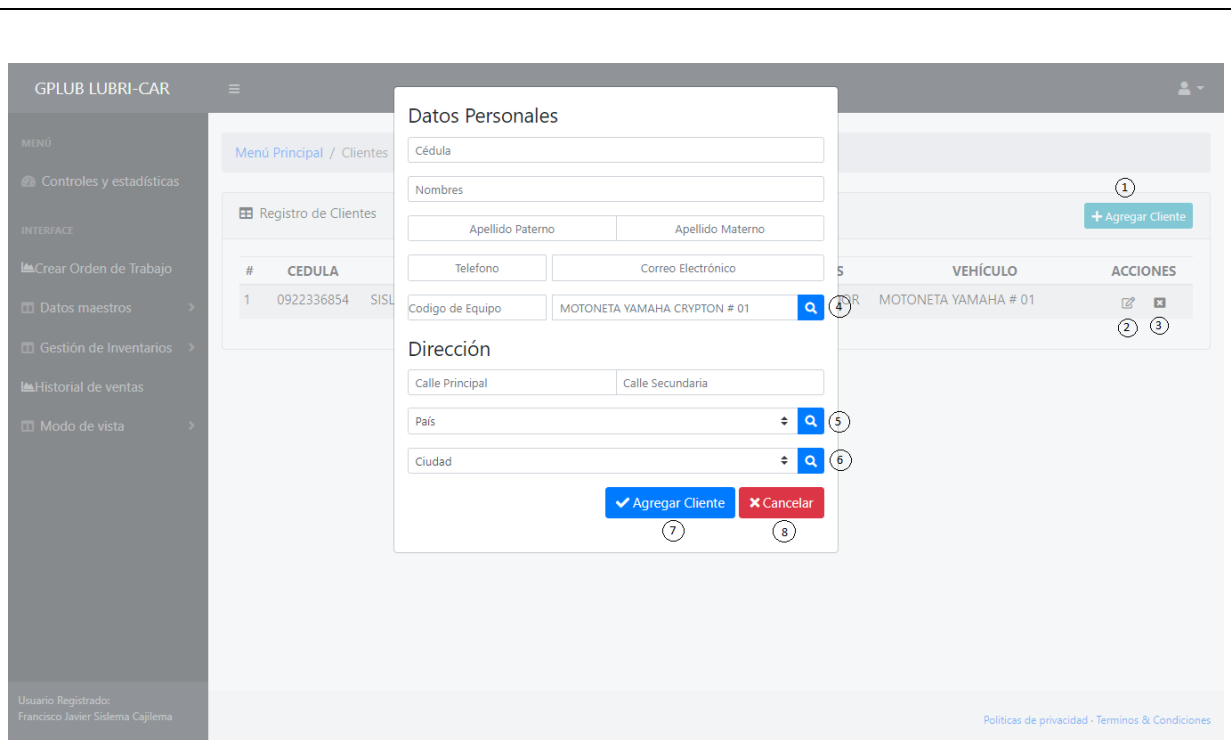 GPLUB LUBRI-CAR
MENÚ
Controles y estadísticas
INTERFACE
Crear Orden de Trabajo
Datos maestros
Gestión de Inventarios
Historial de ventas
Modo de vista
Usuario Registrado:
Francisco Javier Sislema Cajilema
Menú Principal / Clientes
Registro de Clientes
1
+ Agregar Cliente
# CEDULA S VEHÍCULO ACCIONES
1 0922336854 SISL OR MOTONETA YAMAHA # 01
2 3
Datos Personales
Cédula
Nombres
Apellido Paterno Apellido Materno
Telefono Correo Electrónico
Codigo de Equipo MOTONETA YAMAHA CRYPTON # 01 4
Dirección
Calle Principal Calle Secundaria
País 5
Ciudad 6
Agregar Cliente Cancelar
7 8
Politicas de privacidad · Terminos & Condiciones